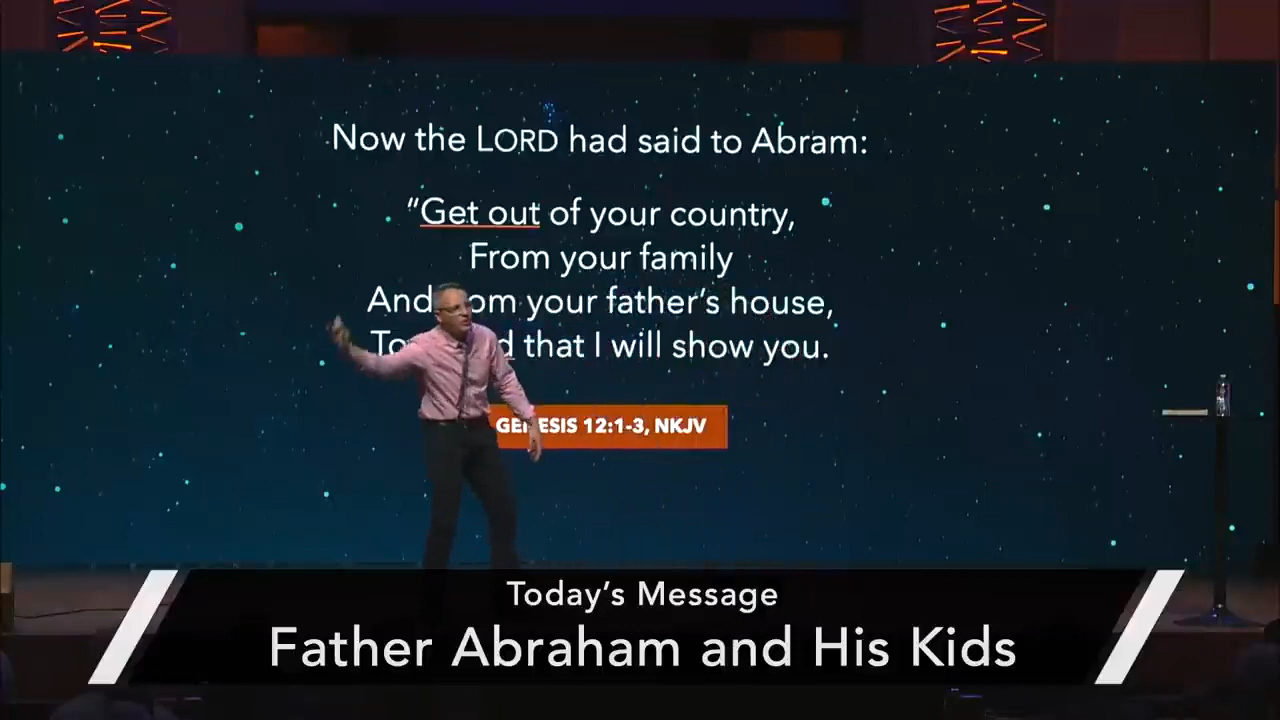 Now the LORD had said to Abram:
“Get out of your country,
From your family
And your father’s house,
that I will show you.
12:1-3, NKJV
Today’s Message
Father Abraham and His Kids